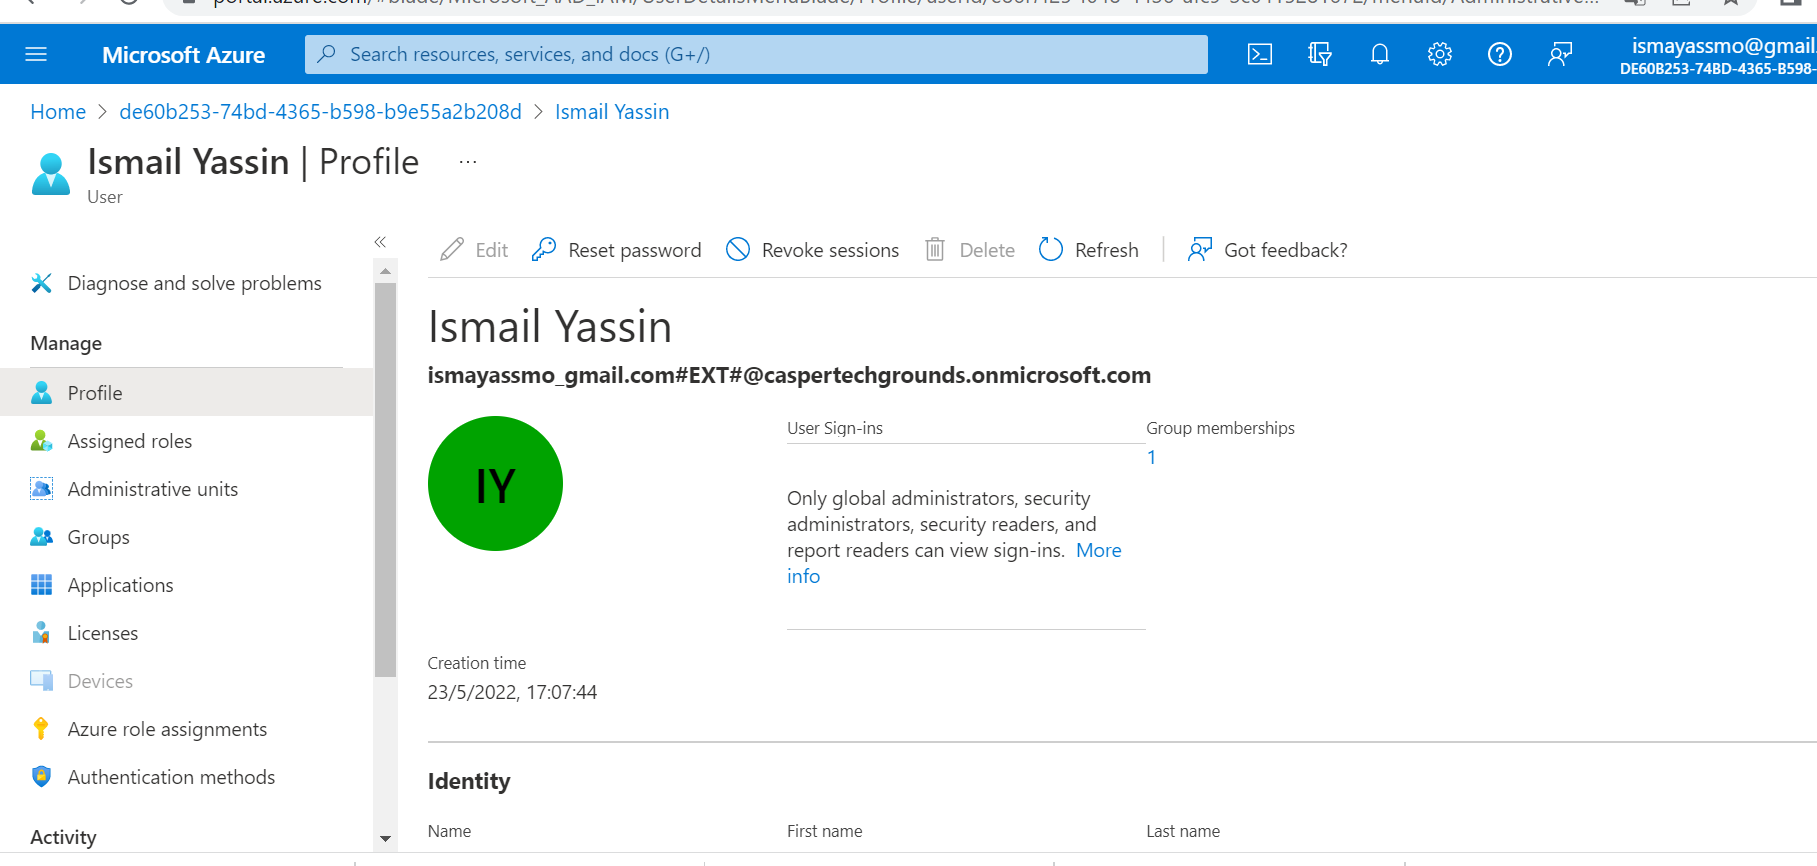 Microsoft Azure
Search resources, services, and docs (G+/)
ismayassmo@gmail.
DE60B253-74BD-4365-B598-
Home > de60b253-74bd-4365-b598-b9e55a2b208d > Ismail Yassin
Ismail Yassin | Profile ...
User
«
Edit Reset password Revoke sessions Delete Refresh Got feedback?
Diagnose and solve problems
Manage
Profile
Assigned roles
Administrative units
Groups
Applications
Licenses
Devices
Azure role assignments
Authentication methods
Activity
Ismail Yassin
ismayassmo_gmail.com#EXT#@caspertechgrounds.onmicrosoft.com
IY
User Sign-ins
Only global administrators, security
administrators, security readers, and
report readers can view sign-ins. More
info
Group memberships
1
Creation time
23/5/2022, 17:07:44
Identity
Name First name Last name